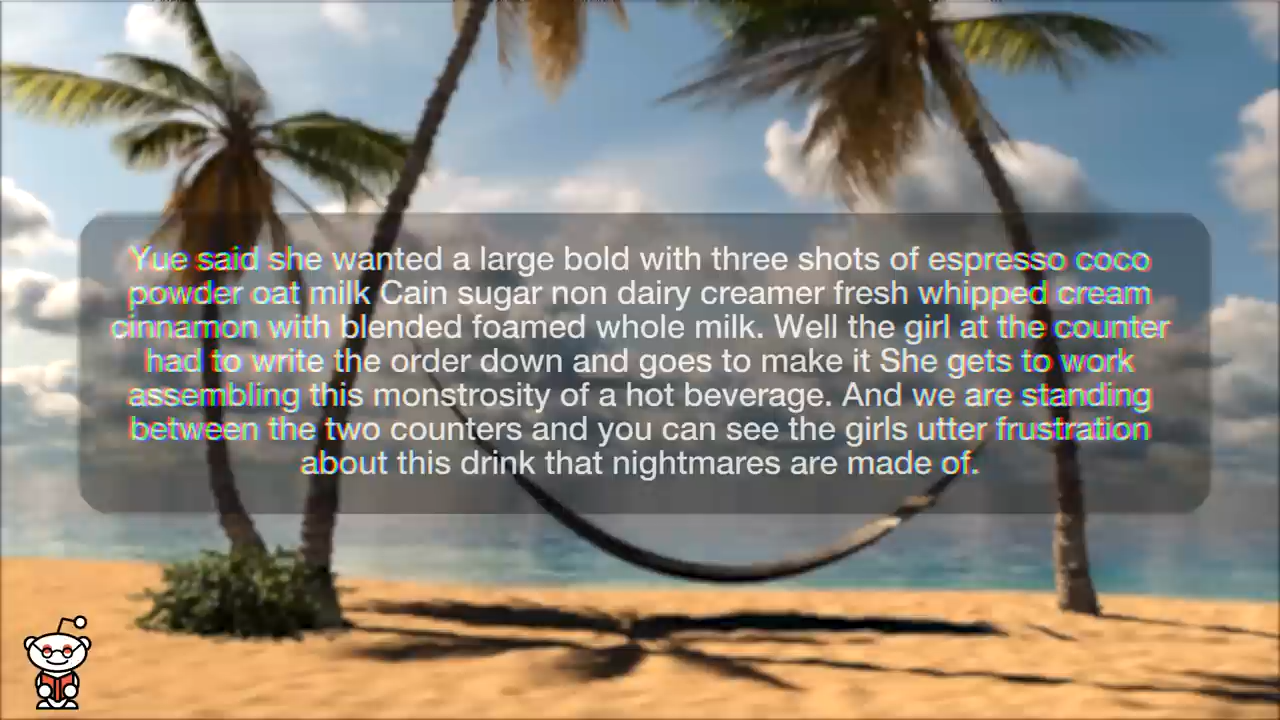 Yue said she wanted a large bold with three shots of espresso coco
powder oat milk Cain sugar non dairy creamer fresh whipped cream
cinnamon with blended foamed whole milk. Well the girl at the counter
had to write the order down and goes to make it She gets to work
assembling this monstrosity of a hot beverage. And we are standing
between the two counters and you can see the girls utter frustration
about this drink that nightmares are made of.